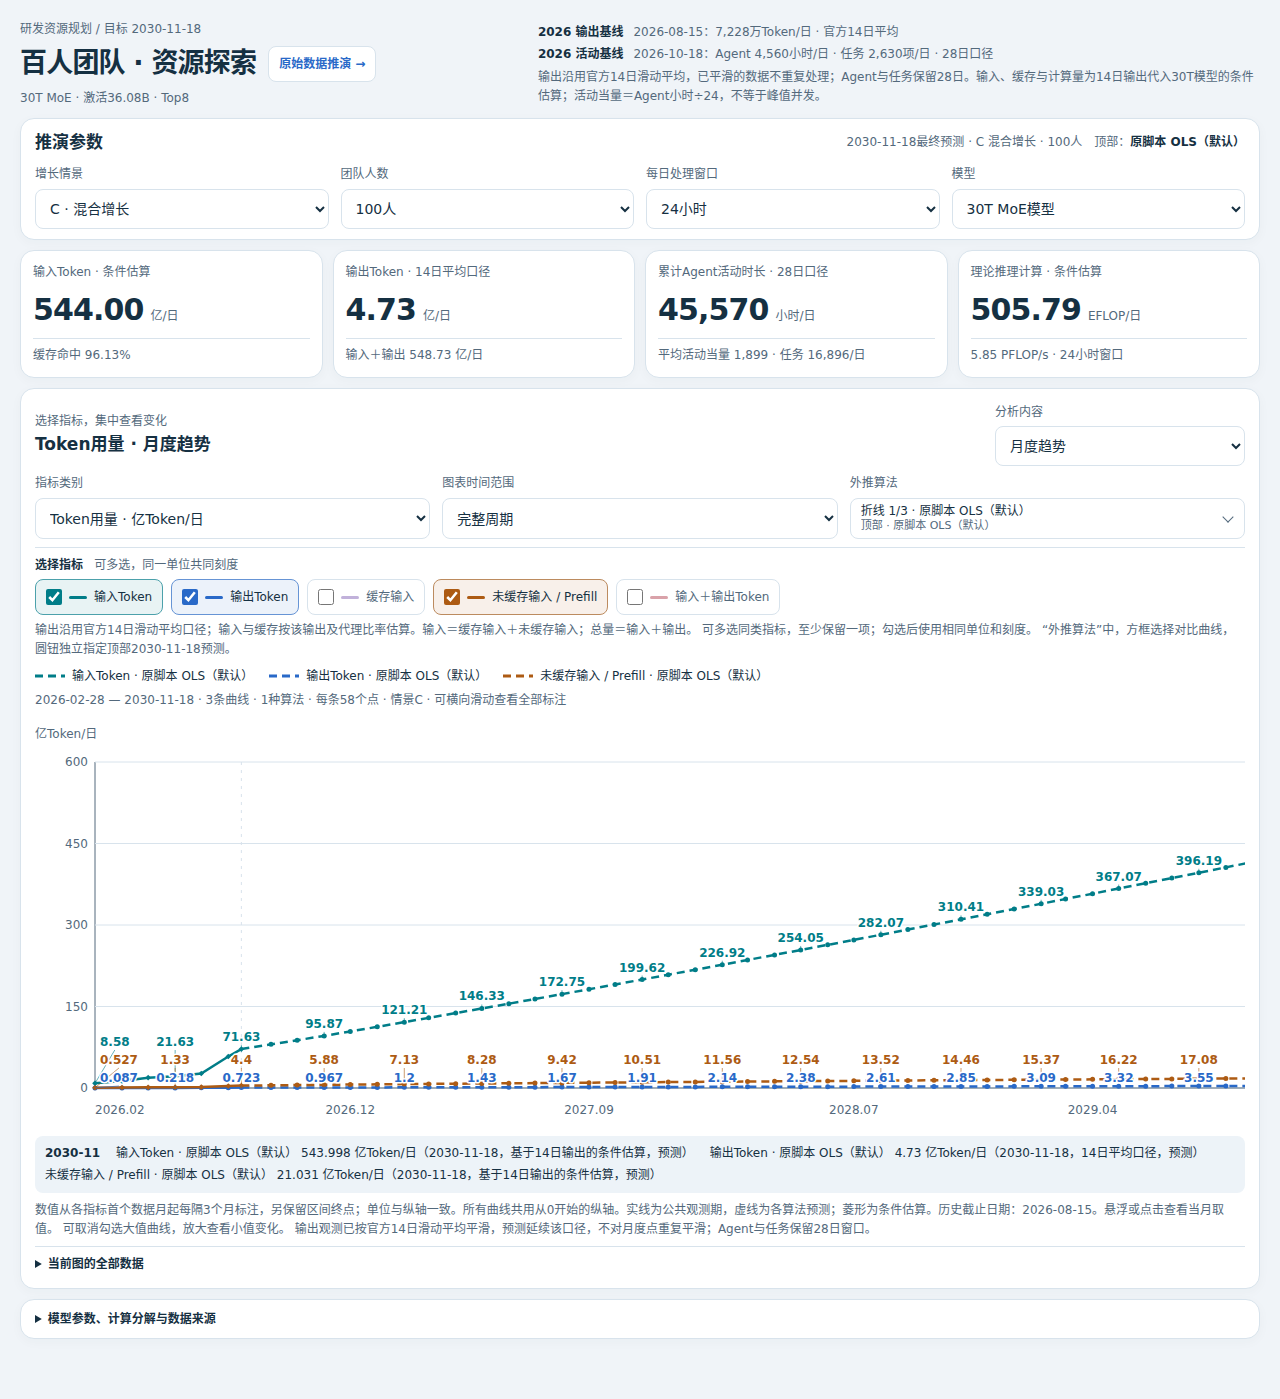 研发资源规划 / 目标 2030-11-18
百人团队 · 资源探索
原始数据推演 →
30T MoE · 激活36.08B · Top8
2026 输出基线 2026-08-15：7,228万Token/日 · 官方14日平均
2026 活动基线 2026-10-18：Agent 4,560小时/日 · 任务 2,630项/日 · 28日口径
输出沿用官方14日滑动平均，已平滑的数据不重复处理；Agent与任务保留28日。输入、缓存与计算量为14日输出代入30T模型的条件
估算；活动当量＝Agent小时÷24，不等于峰值并发。
推演参数
2030-11-18最终预测 · C 混合增长 · 100人 顶部：原脚本 OLS（默认）
增长情景 团队人数 每日处理窗口 模型
C · 混合增长 100人 24小时 30T MoE模型
输入Token · 条件估算
544.00 亿/日
缓存命中 96.13%
输出Token · 14日平均口径
4.73 亿/日
输入＋输出 548.73 亿/日
累计Agent活动时长 · 28日口径
45,570 小时/日
平均活动当量 1,899 · 任务 16,896/日
理论推理计算 · 条件估算
505.79 EFLOP/日
5.85 PFLOP/s · 24小时窗口
选择指标，集中查看变化
Token用量 · 月度趋势
分析内容
月度趋势
指标类别 图表时间范围 外推算法
Token用量 · 亿Token/日 完整周期
折线 1/3 · 原脚本 OLS（默认）
顶部 · 原脚本 OLS（默认）
选择指标 可多选，同一单位共同刻度
输入Token 输出Token 缓存输入 未缓存输入 / Prefill 输入＋输出Token
输出沿用官方14日滑动平均口径；输入与缓存按该输出及代理比率估算。输入＝缓存输入＋未缓存输入；总量＝输入＋输出。 可多选同类指标，至少保留一项；勾选后使用相同单位和刻度。 “外推算法”中，方框选择对比曲线，
圆钮独立指定顶部2030-11-18预测。
输入Token · 原脚本 OLS（默认） 输出Token · 原脚本 OLS（默认） 未缓存输入 / Prefill · 原脚本 OLS（默认）
2026-02-28 — 2030-11-18 · 3条曲线 · 1种算法 · 每条58个点 · 情景C · 可横向滑动查看全部标注
亿Token/日
600
450
300
150
0
8.58 21.63 71.63 95.87 121.21 146.33 172.75 199.62 226.92 254.05 282.07 310.41 339.03 367.07 396.19
0.527 1.33 4.4 5.88 7.13 8.28 9.42 10.51 11.56 12.54 13.52 14.46 15.37 16.22 17.08
0.087 0.218 0.723 0.967 1.2 1.43 1.67 1.91 2.14 2.38 2.61 2.85 3.09 3.32 3.55
2026.02 2026.12 2027.09 2028.07 2029.04
2030-11 输入Token · 原脚本 OLS（默认） 543.998 亿Token/日（2030-11-18，基于14日输出的条件估算，预测） 输出Token · 原脚本 OLS（默认） 4.73 亿Token/日（2030-11-18，14日平均口径，预测）
未缓存输入 / Prefill · 原脚本 OLS（默认） 21.031 亿Token/日（2030-11-18，基于14日输出的条件估算，预测）
数值从各指标首个数据月起每隔3个月标注，另保留区间终点；单位与纵轴一致。所有曲线共用从0开始的纵轴。实线为公共观测期，虚线为各算法预测；菱形为条件估算。历史截止日期：2026-08-15。悬浮或点击查看当月取
值。 可取消勾选大值曲线，放大查看小值变化。 输出观测已按官方14日滑动平均平滑，预测延续该口径，不对月度点重复平滑；Agent与任务保留28日窗口。
当前图的全部数据
模型参数、计算分解与数据来源